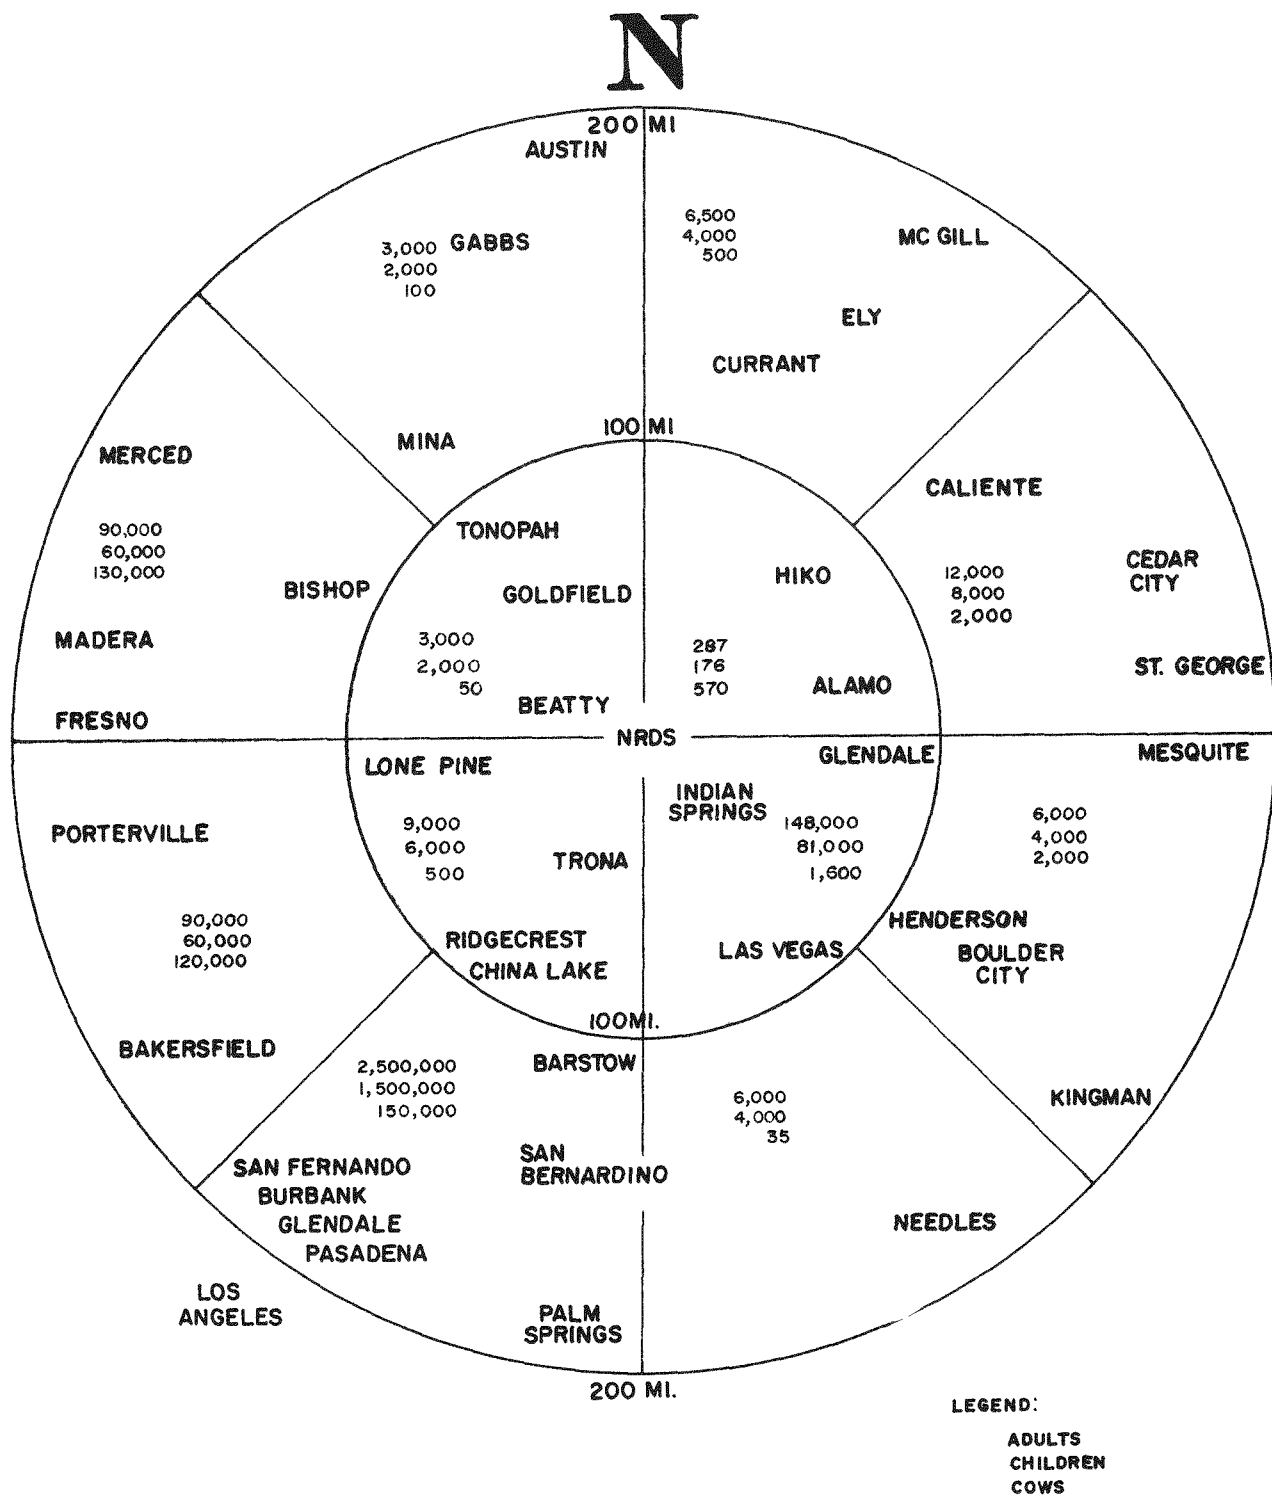 N
200 MI
AUSTIN
6,500
4,000
500
MC GILL
3,000
2,000
100
GABBS
ELY
CURRANT
100 MI
MINA
MERCED
CALIENTE
90,000
60,000
130,000
TONOPAH
BISHOP
GOLDFIELD
HIKO
12,000
8,000
2,000
CEDAR
CITY
MADERA
3,000
2,000
50
287
176
570
ST. GEORGE
ALAMO
FRESNO
BEATTY
NRDS
LONE PINE
GLENDALE
MESQUITE
INDIAN
SPRINGS
PORTERVILLE
9,000
6,000
500
TRONA
148,000
81,000
1,600
6,000
4,000
2,000
90,000
60,000
120,000
RIDGECREST
CHINA LAKE
LAS VEGAS
HENDERSON
BOULDER
CITY
100MI.
BAKERSFIELD
2,500,000
1,500,000
150,000
BARSTOW
6,000
4,000
35
KINGMAN
SAN FERNANDO
BURBANK
GLENDALE
PASADENA
SAN
BERNARDINO
NEEDLES
LOS
ANGELES
PALM
SPRINGS
200 MI.
LEGEND:
ADULTS
CHILDREN
COWS